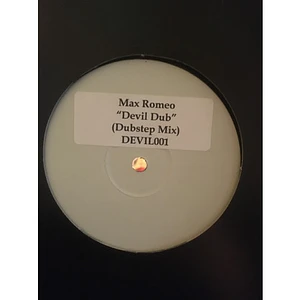 Max Romeo
"Devil Dub"
(Dubstep Mix)
DEVIL001